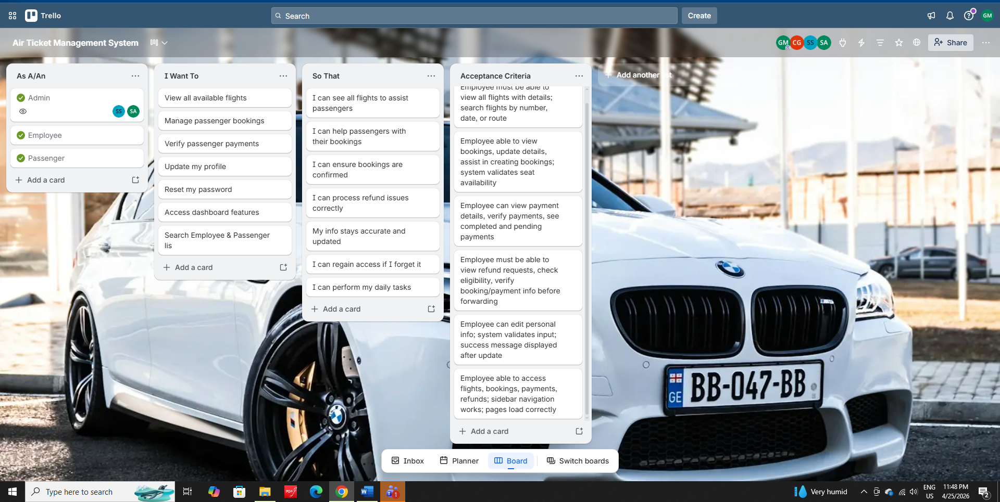 Trello
Search
Create
GM
Air Ticket Management System
GM CG SS SA
Share
As A/An
Admin
SS SA
Employee
Passenger
Add a card
I Want To
View all available flights
Manage passenger bookings
Verify passenger payments
Update my profile
Reset my password
Access dashboard features
Search Employee & Passenger
lis
Add a card
So That
I can see all flights to assist
passengers
I can help passengers with
their bookings
I can ensure bookings are
confirmed
I can process refund issues
correctly
My info stays accurate and
updated
I can regain access if I forget it
I can perform my daily tasks
Add a card
Acceptance Criteria
Employee must be able to
view all flights with details;
search flights by number,
date, or route
Employee able to view
bookings, update details,
assist in creating bookings;
system validates seat
availability
Employee can view payment
details, verify payments, see
completed and pending
payments
Employee must be able to
view refund requests, check
eligibility, verify
booking/payment info before
forwarding
Employee can edit personal
info; system validates input;
success message displayed
after update
Employee able to access
flights, bookings, payments,
refunds; sidebar navigation
works; pages load correctly
Add a card
Add another list
GE BB-047-BB
Inbox
Planner
Board
Switch boards
Type here to search
PDF
1
Very humid
ENG
US
11:48 PM
4/25/2026
2